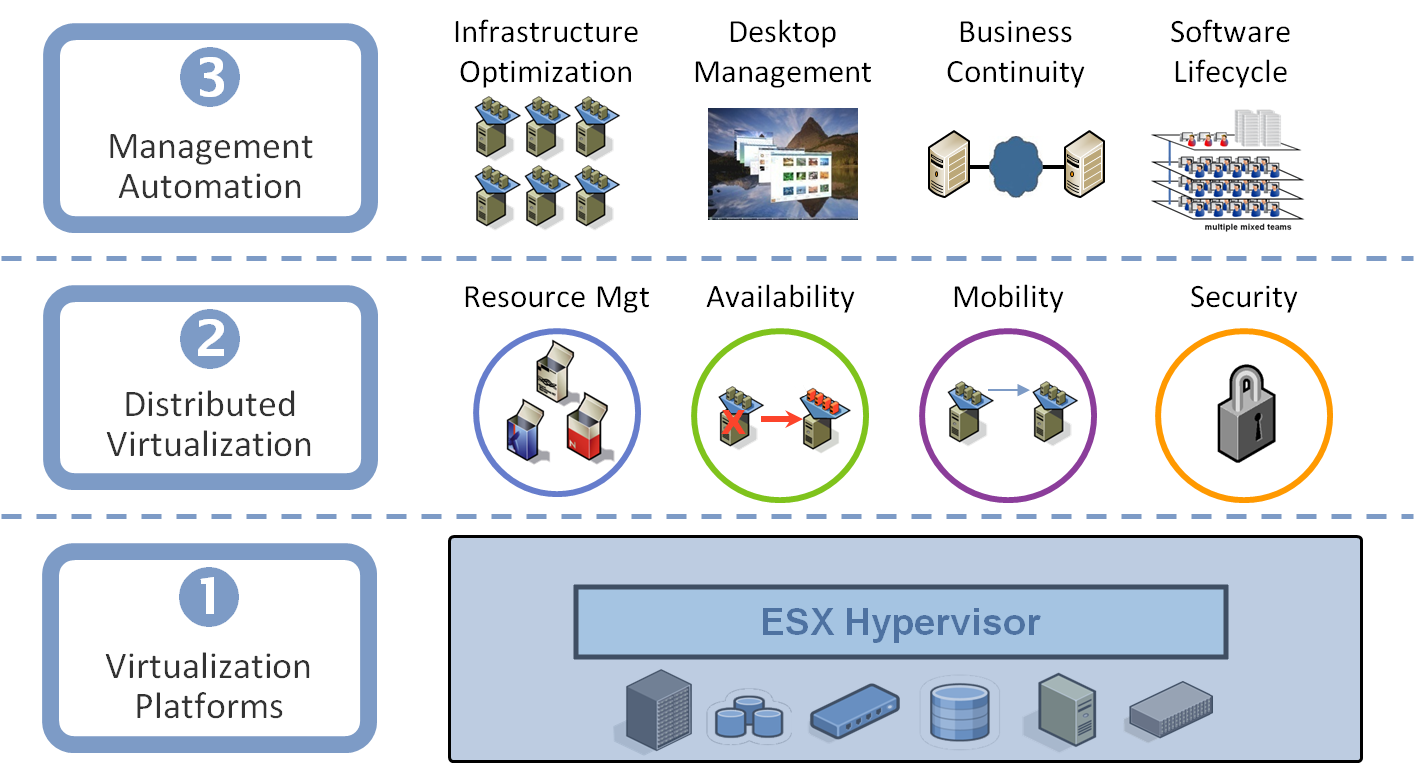 3
Management
Automation
Infrastructure
Optimization
Desktop
Management
Business
Continuity
Software
Lifecycle
multiple mixed teams
2
Distributed
Virtualization
Resource Mgt
Availability
Mobility
Security
X
N
1
Virtualization
Platforms
ESX Hypervisor